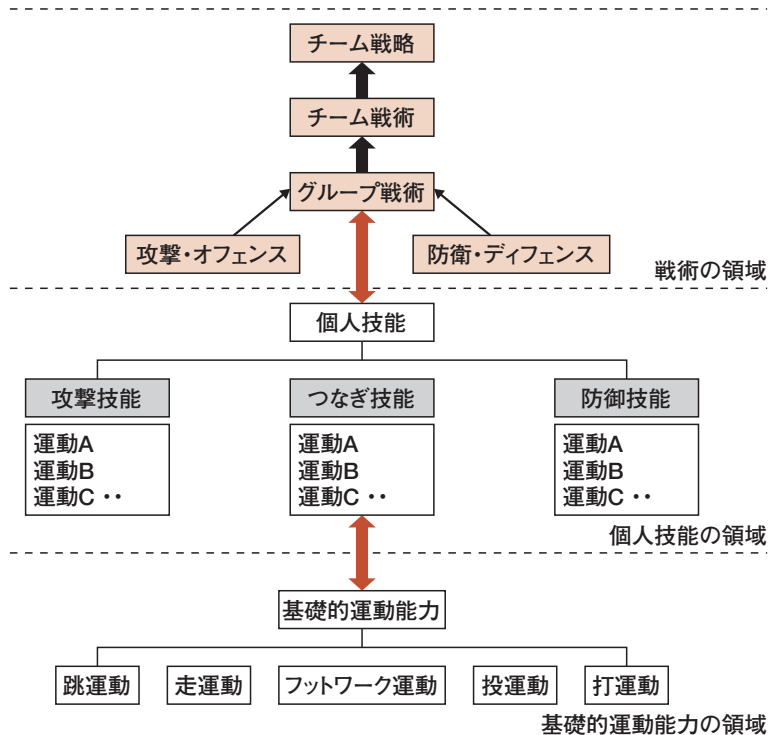 チーム戦略
チーム戦術
グループ戦術
攻撃・オフェンス
防衛・ディフェンス
戦術の領域
個人技能
攻撃技能
つなぎ技能
防御技能
運動A
運動B
運動C ・・
運動A
運動B
運動C ・・
運動A
運動B
運動C ・・
個人技能の領域
基礎的運動能力
跳運動
走運動
フットワーク運動
投運動
打運動
基礎的運動能力の領域